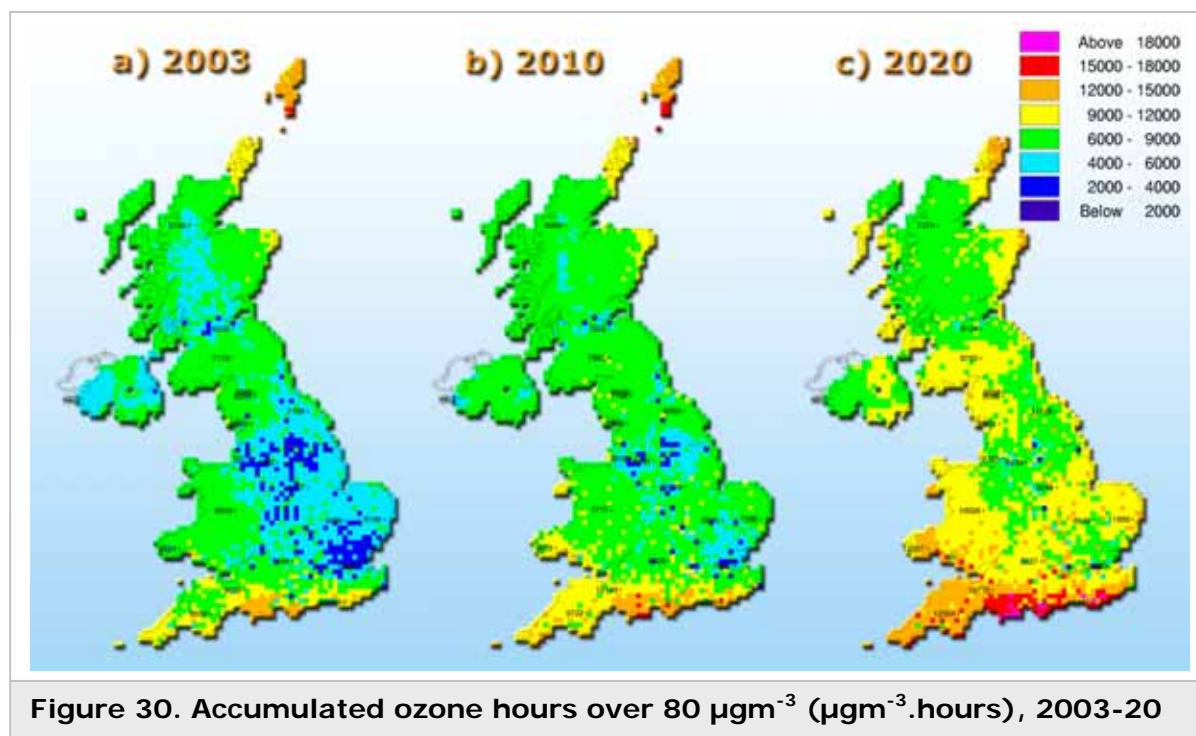 a) 2003
b) 2010
c) 2020
Above 18000
15000 - 18000
12000 - 15000
9000 - 12000
6000 - 9000
4000 - 6000
2000 - 4000
Below 2000
Figure 30. Accumulated ozone hours over 80 µgm⁻³ (µgm⁻³.hours), 2003-20